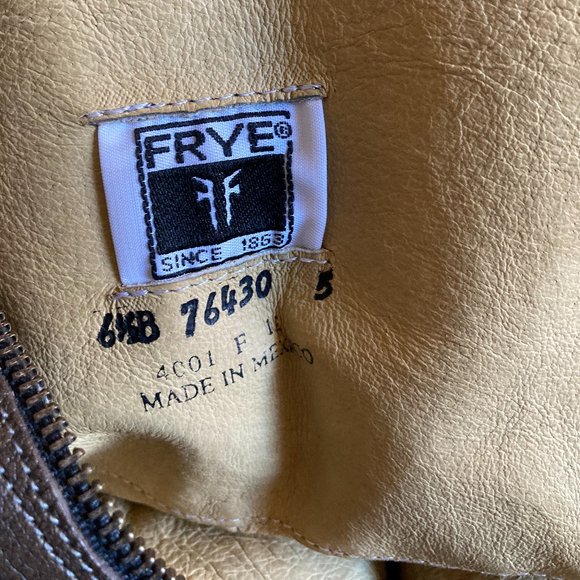 FRYE®
SINCE 1863
6½B 76430 5
4001 F
MADE IN MEXICO